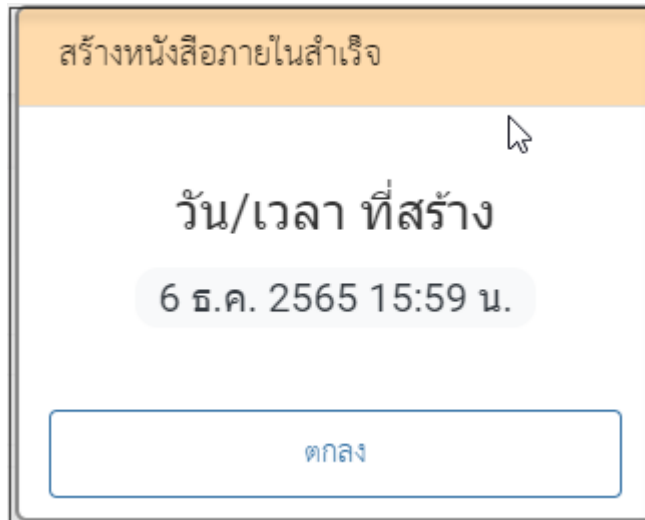 สร้างหนังสือภายในสำเร็จ
วัน/เวลา ที่สร้าง
6 ธ.ค. 2565 15:59 น.
ตกลง